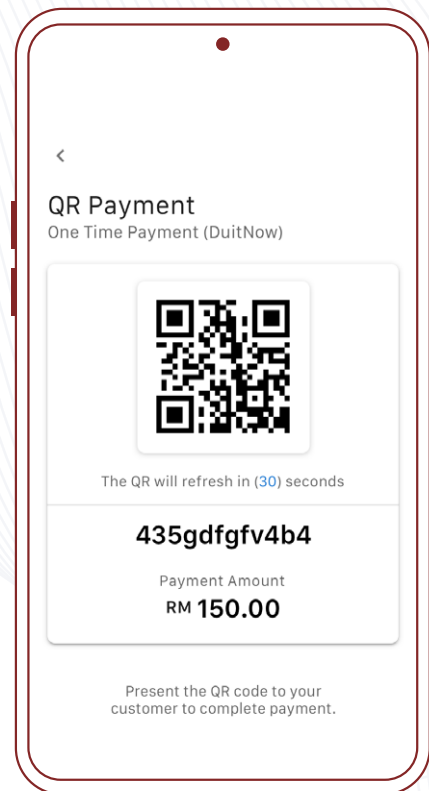 QR Payment
One Time Payment (DuitNow)
The QR will refresh in (30) seconds
435gdfgfv4b4
Payment Amount
RM 150.00
Present the QR code to your
customer to complete payment.